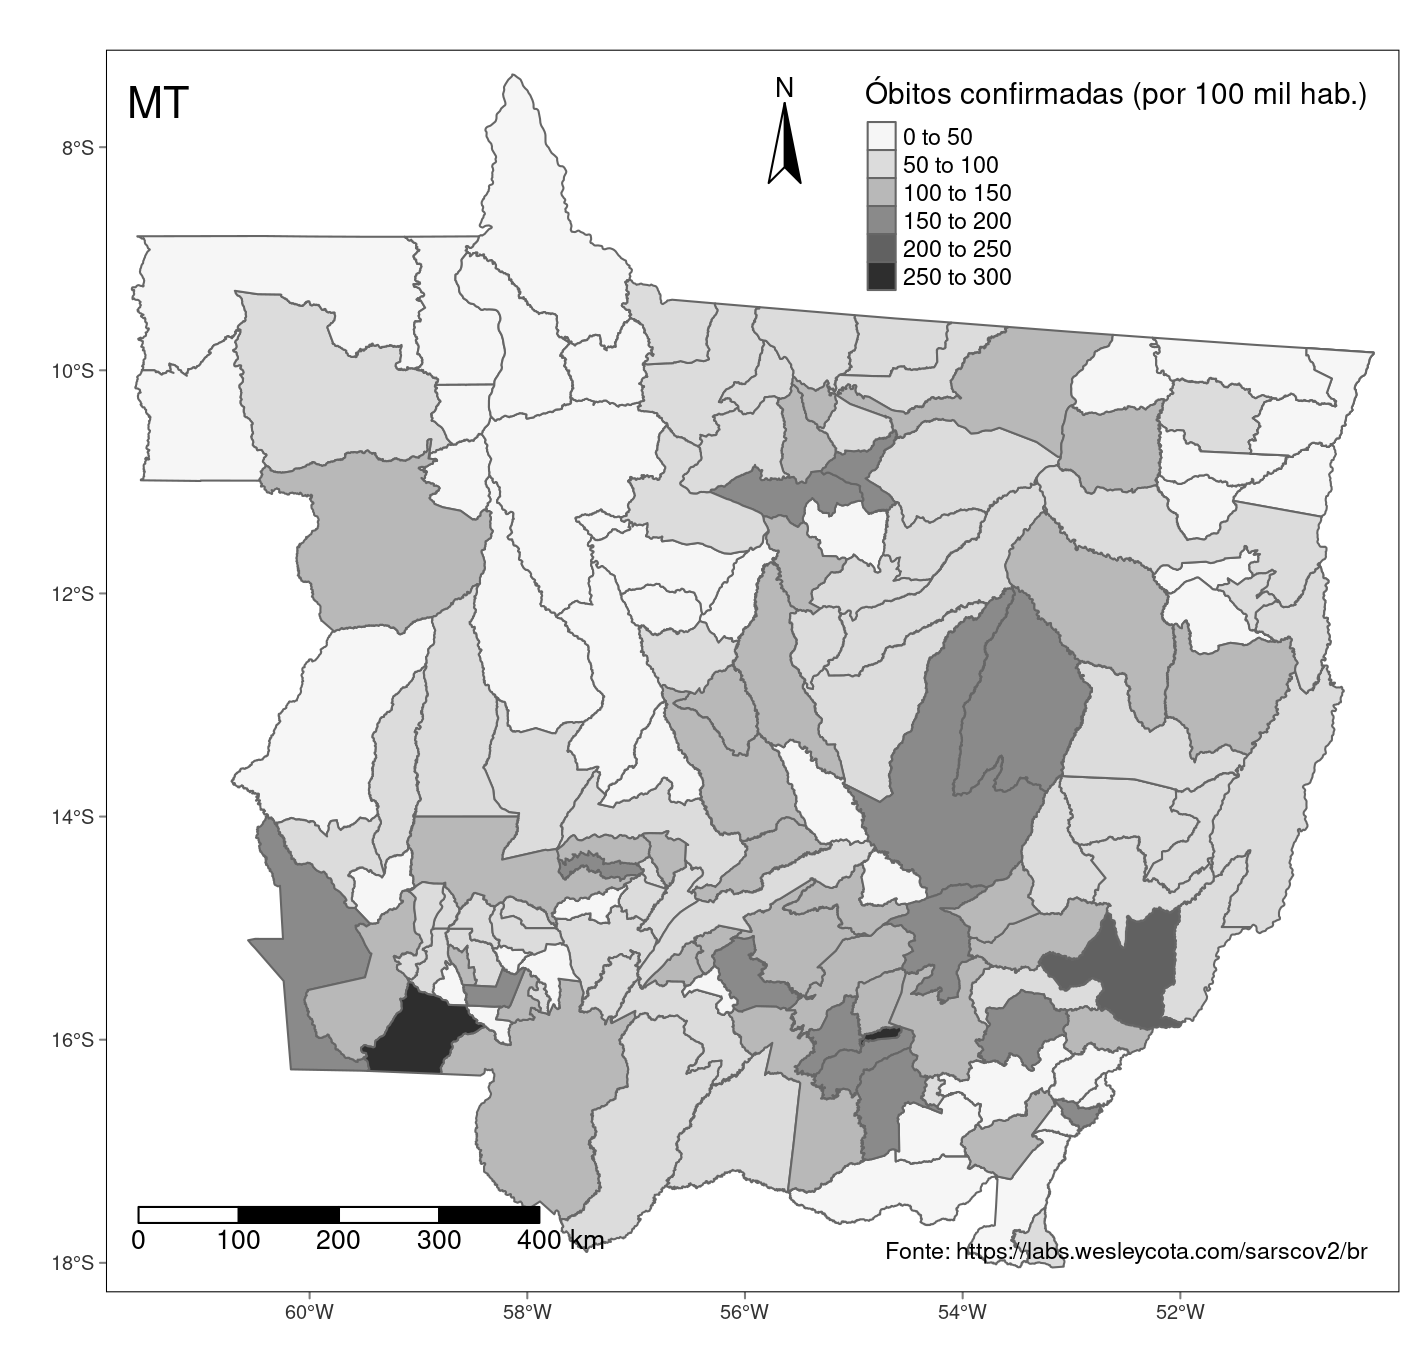 MT
N
Óbitos confirmadas (por 100 mil hab.)
0 to 50
50 to 100
100 to 150
150 to 200
200 to 250
250 to 300
8°S
10°S
12°S
14°S
16°S
18°S
0 100 200 300 400 km
Fonte: https://labs.wesleycota.com/sarscov2/br
60°W 58°W 56°W 54°W 52°W